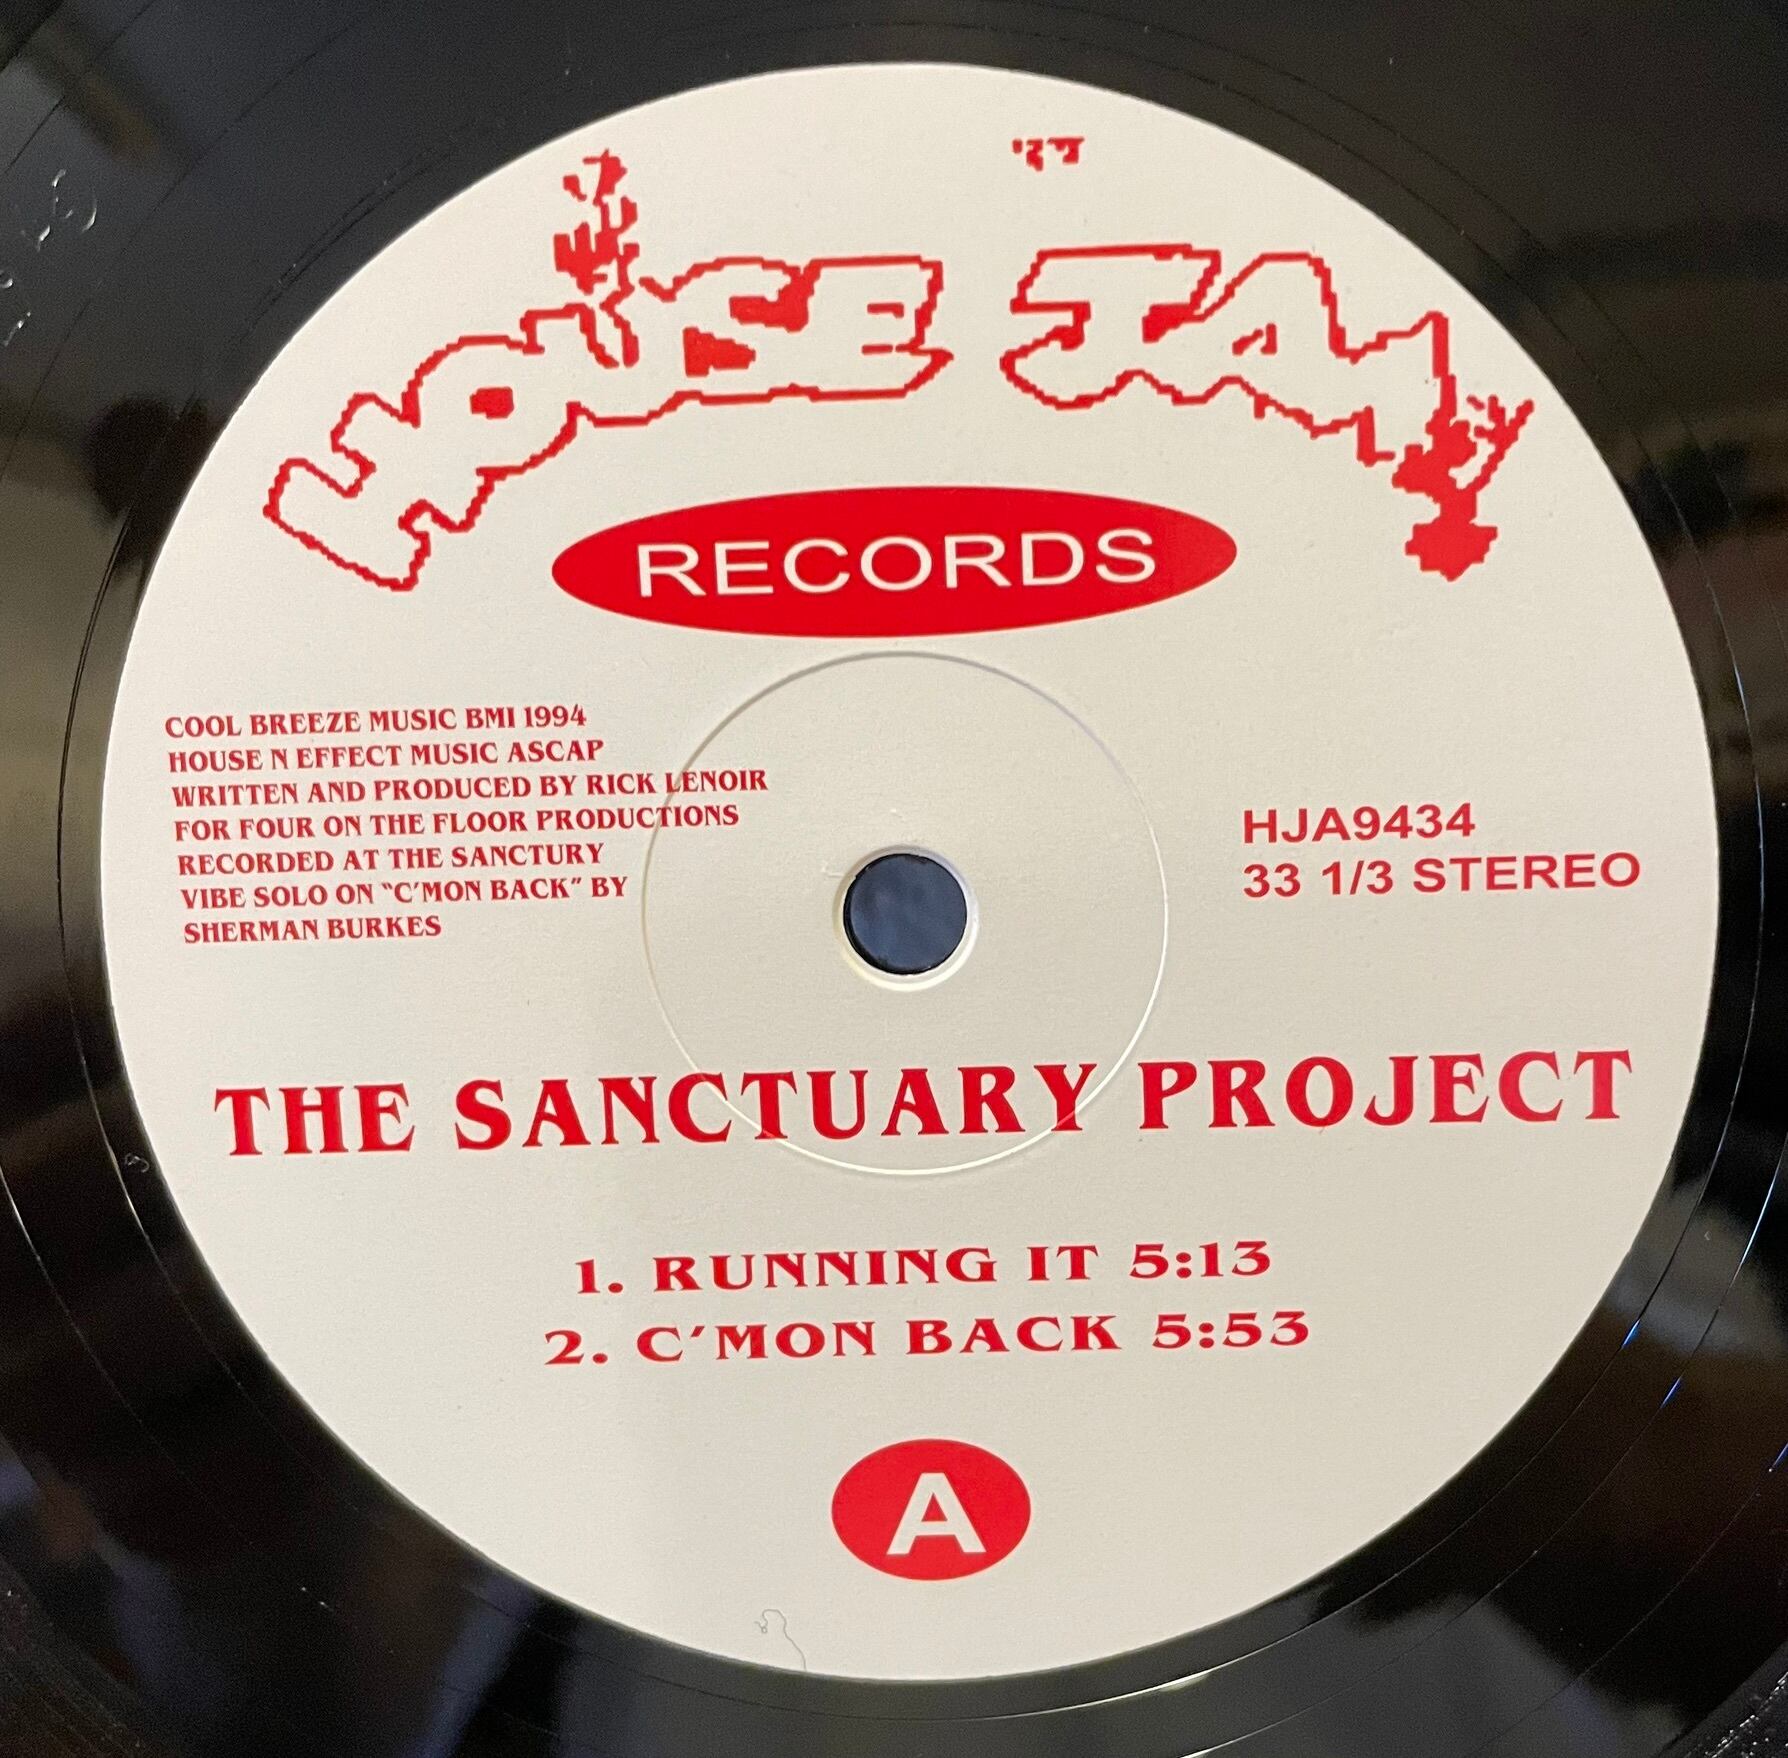 HOUSE JAM
RECORDS
COOL BREEZE MUSIC BMI 1994
HOUSE N EFFECT MUSIC ASCAP
WRITTEN AND PRODUCED BY RICK LENOIR
FOR FOUR ON THE FLOOR PRODUCTIONS
RECORDED AT THE SANCTURY
VIBE SOLO ON "C'MON BACK" BY
SHERMAN BURKES
HJA9434
33 1/3 STEREO
THE SANCTUARY PROJECT
1. RUNNING IT 5:13
2. C'MON BACK 5:53
A